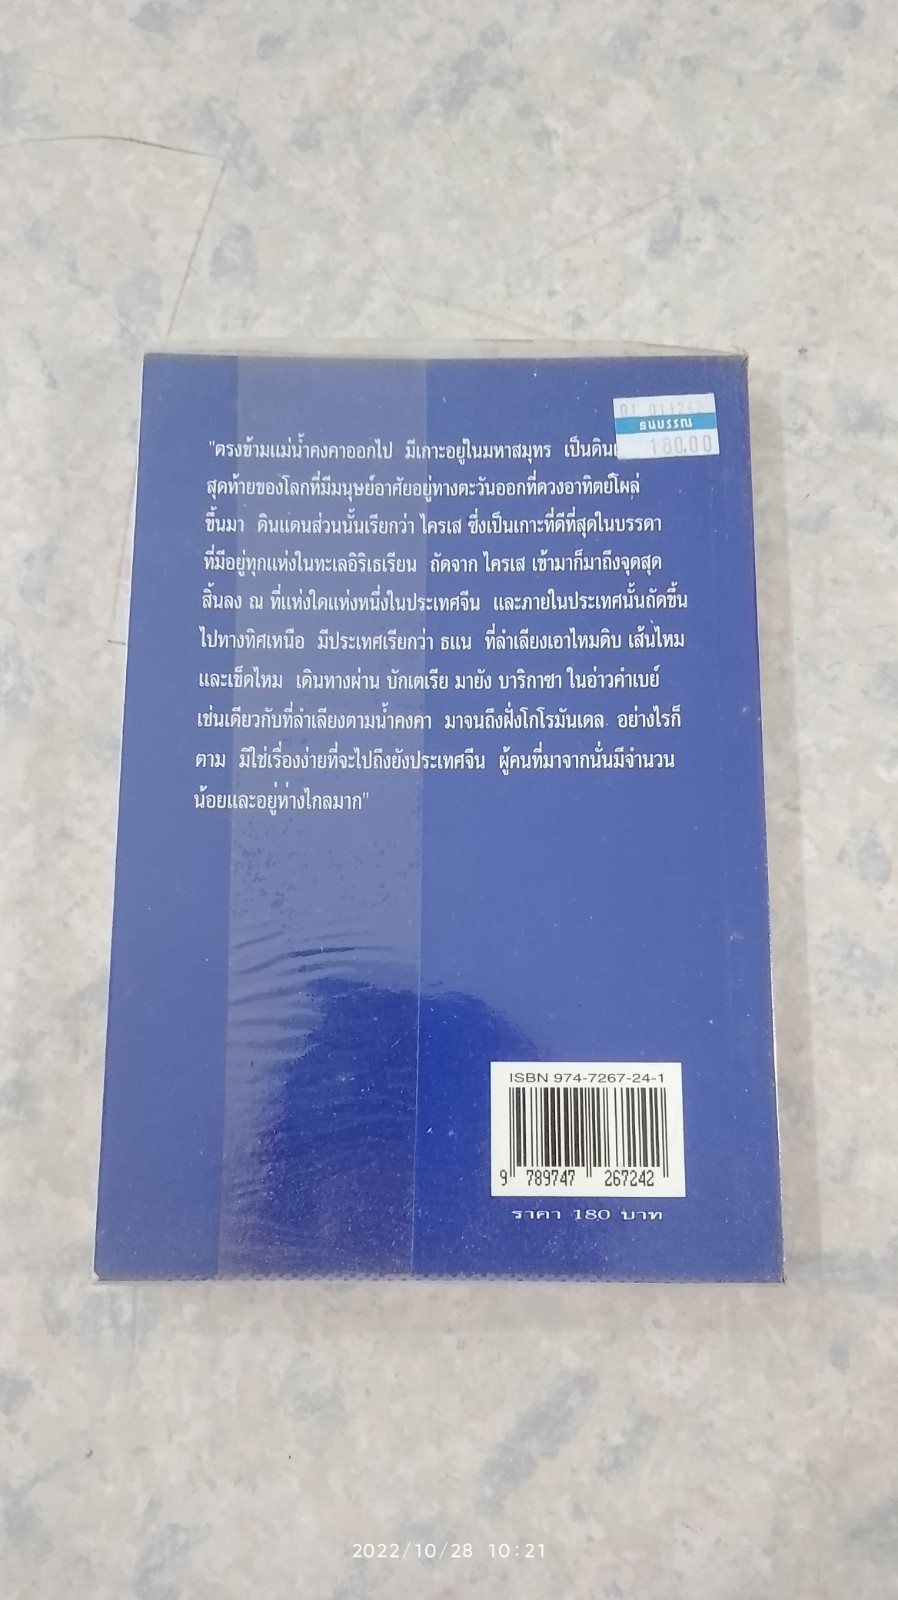 01 011242
ธนบรรณ
180.00
"ตรงข้ามแม่น้ำคงคาออกไป มีเกาะอยู่ในมหาสมุทร เป็น
สุดท้ายของโลกที่มีมนุษย์อาศัยอยู่ทางตะวันออกที่ดวงอาทิตย์โผล่
ขึ้นมา ดินแดนส่วนนั้นเรียกว่า ไครเส ซึ่งเป็นเกาะที่ดีที่สุดในบรรดา
ที่มีอยู่ทุกแห่งในทะเลอิริเธเรียน ถัดจาก ไครเส เข้ามาก็มาถึงจุดสุด
สิ้นลง ณ ที่แห่งใดแห่งหนึ่งในประเทศจีน และภายในประเทศนั้นถัดขึ้น
ไปทางทิศเหนือ มีประเทศเรียกว่า ธแน ที่ลำเลียงเอาไหมดิบ เส้นไหม
และเข็ดไหม เดินทางผ่าน บักเตเรีย มายัง บาริกาซา ในอ่าวคำเบย์
เช่นเดียวกับที่ลำเลียงตามน้ำคงคา มาจนถึงฝั่งโกโรมันเดล อย่างไรก็
ตาม มิใช่เรื่องง่ายที่จะไปถึงยังประเทศจีน ผู้คนที่มาจากนั่นมีจำนวน
น้อยและอยู่ห่างไกลมาก"
ISBN 974-7267-24-1
9 789747 267242
ราคา 180 บาท
2022/10/28 10:21